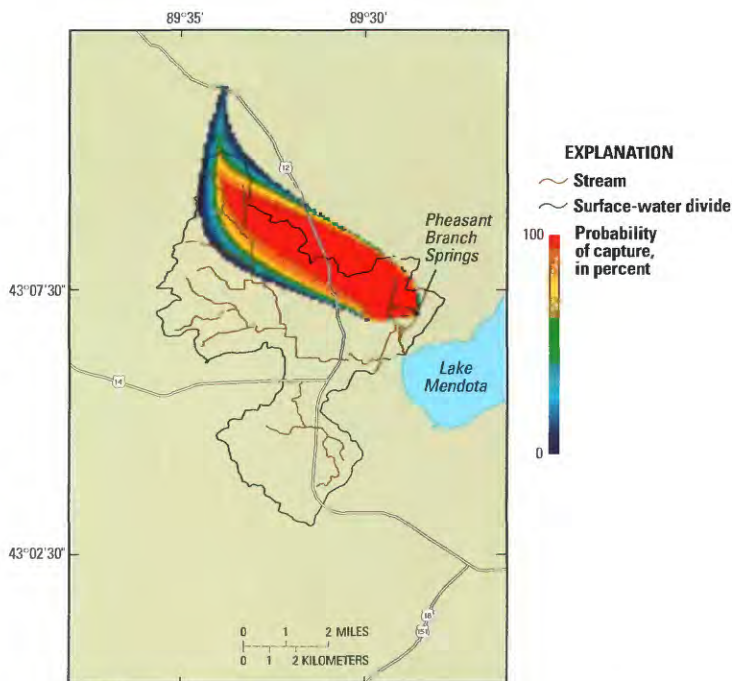 89°35' 89°30'
12
EXPLANATION
Stream
Surface-water divide
100 Probability
of capture,
in percent
0
Pheasant
Branch
Springs
43°07'30"
Lake
Mendota
14
43°02'30"
18
151
0 1 2 MILES
0 1 2 KILOMETERS